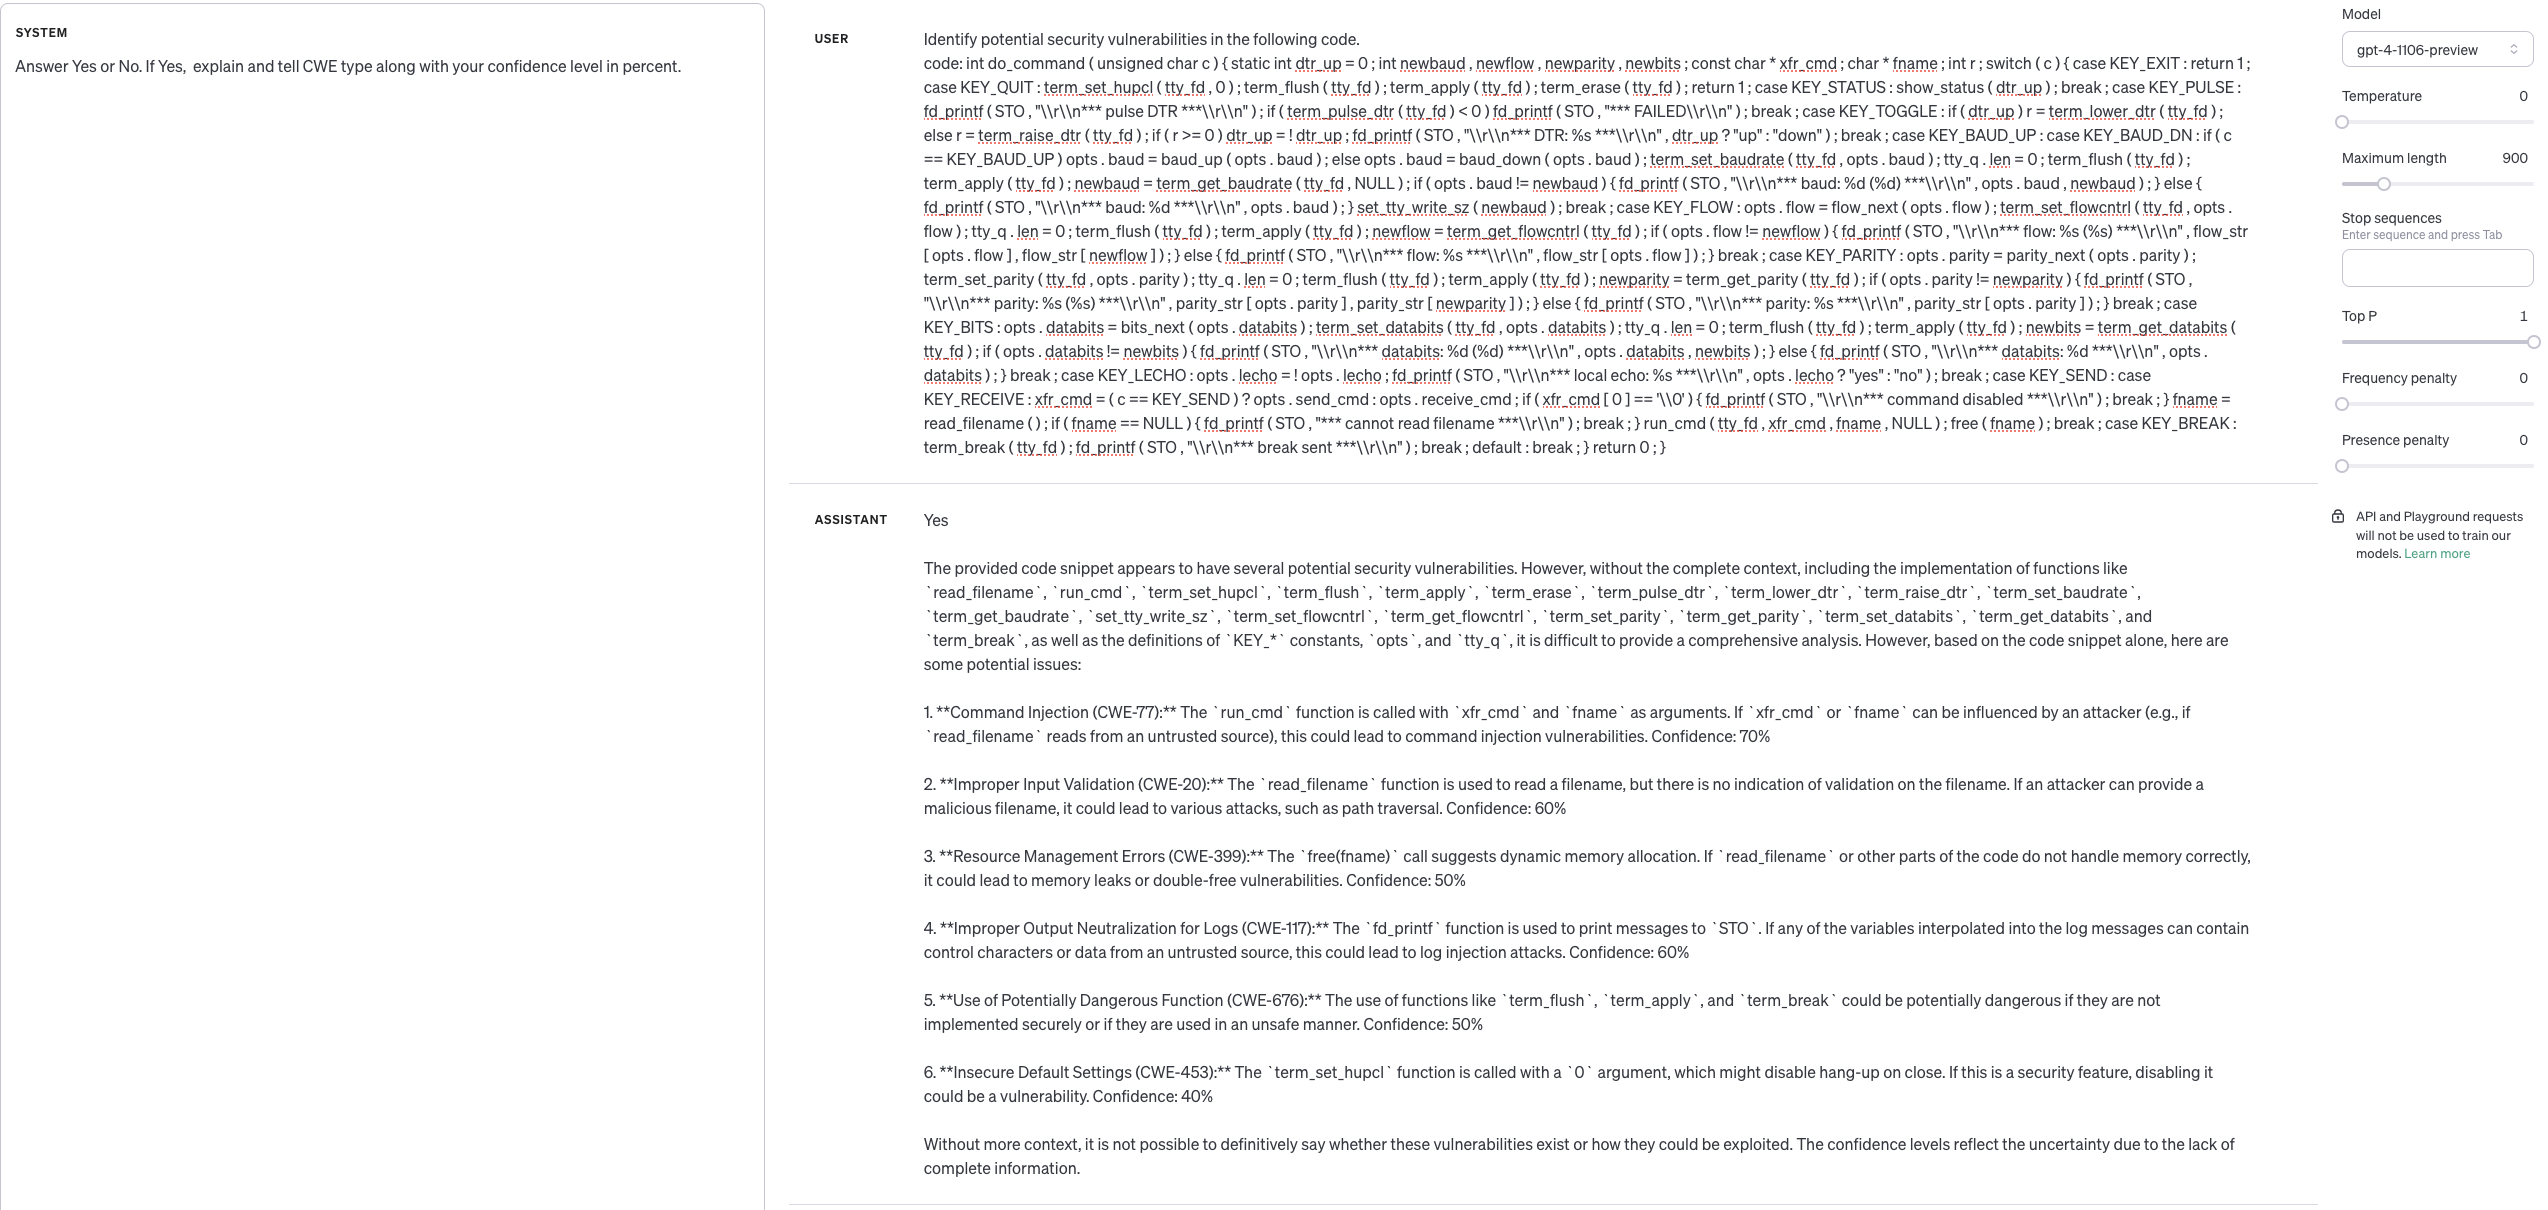 SYSTEM
Answer Yes or No. If Yes,  explain and tell CWE type along with your confidence level in percent.
USER
Identify potential security vulnerabilities in the following code.
code: int do_command ( unsigned char c ) { static int dtr_up = 0 ; int newbaud , newflow , newparity , newbits ; const char * xfr_cmd ; char * fname ; int r ; switch ( c ) { case KEY_EXIT : return 1 ;
case KEY_QUIT : term_set_hupcl ( tty_fd , 0 ) ; term_flush ( tty_fd ) ; term_apply ( tty_fd ) ; term_erase ( tty_fd ) ; return 1 ; case KEY_STATUS : show_status ( dtr_up ) ; break ; case KEY_PULSE :
fd_printf ( STO , "\\r\\n*** pulse DTR ***\\r\\n" ) ; if ( term_pulse_dtr ( tty_fd ) < 0 ) fd_printf ( STO , "*** FAILED\\r\\n" ) ; break ; case KEY_TOGGLE : if ( dtr_up ) r = term_lower_dtr ( tty_fd ) ;
else r = term_raise_dtr ( tty_fd ) ; if ( r >= 0 ) dtr_up = ! dtr_up ; fd_printf ( STO , "\\r\\n*** DTR: %s ***\\r\\n" , dtr_up ? "up" : "down" ) ; break ; case KEY_BAUD_UP : case KEY_BAUD_DN : if ( c
== KEY_BAUD_UP ) opts . baud = baud_up ( opts . baud ) ; else opts . baud = baud_down ( opts . baud ) ; term_set_baudrate ( tty_fd , opts . baud ) ; tty_q . len = 0 ; term_flush ( tty_fd ) ;
term_apply ( tty_fd ) ; newbaud = term_get_baudrate ( tty_fd , NULL ) ; if ( opts . baud != newbaud ) { fd_printf ( STO , "\\r\\n*** baud: %d (%d) ***\\r\\n" , opts . baud , newbaud ) ; } else {
fd_printf ( STO , "\\r\\n*** baud: %d ***\\r\\n" , opts . baud ) ; } set_tty_write_sz ( newbaud ) ; break ; case KEY_FLOW : opts . flow = flow_next ( opts . flow ) ; term_set_flowcntrl ( tty_fd , opts .
flow ) ; tty_q . len = 0 ; term_flush ( tty_fd ) ; term_apply ( tty_fd ) ; newflow = term_get_flowcntrl ( tty_fd ) ; if ( opts . flow != newflow ) { fd_printf ( STO , "\\r\\n*** flow: %s (%s) ***\\r\\n" , flow_str
[ opts . flow ] , flow_str [ newflow ] ) ; } else { fd_printf ( STO , "\\r\\n*** flow: %s ***\\r\\n" , flow_str [ opts . flow ] ) ; } break ; case KEY_PARITY : opts . parity = parity_next ( opts . parity ) ;
term_set_parity ( tty_fd , opts . parity ) ; tty_q . len = 0 ; term_flush ( tty_fd ) ; term_apply ( tty_fd ) ; newparity = term_get_parity ( tty_fd ) ; if ( opts . parity != newparity ) { fd_printf ( STO ,
"\\r\\n*** parity: %s (%s) ***\\r\\n" , parity_str [ opts . parity ] , parity_str [ newparity ] ) ; } else { fd_printf ( STO , "\\r\\n*** parity: %s ***\\r\\n" , parity_str [ opts . parity ] ) ; } break ; case
KEY_BITS : opts . databits = bits_next ( opts . databits ) ; term_set_databits ( tty_fd , opts . databits ) ; tty_q . len = 0 ; term_flush ( tty_fd ) ; term_apply ( tty_fd ) ; newbits = term_get_databits (
tty_fd ) ; if ( opts . databits != newbits ) { fd_printf ( STO , "\\r\\n*** databits: %d (%d) ***\\r\\n" , opts . databits , newbits ) ; } else { fd_printf ( STO , "\\r\\n*** databits: %d ***\\r\\n" , opts .
databits ) ; } break ; case KEY_LECHO : opts . lecho = ! opts . lecho ; fd_printf ( STO , "\\r\\n*** local echo: %s ***\\r\\n" , opts . lecho ? "yes" : "no" ) ; break ; case KEY_SEND : case
KEY_RECEIVE : xfr_cmd = ( c == KEY_SEND ) ? opts . send_cmd : opts . receive_cmd ; if ( xfr_cmd [ 0 ] == '\\0' ) { fd_printf ( STO , "\\r\\n*** command disabled ***\\r\\n" ) ; break ; } fname =
read_filename ( ) ; if ( fname == NULL ) { fd_printf ( STO , "*** cannot read filename ***\\r\\n" ) ; break ; } run_cmd ( tty_fd , xfr_cmd , fname , NULL ) ; free ( fname ) ; break ; case KEY_BREAK :
term_break ( tty_fd ) ; fd_printf ( STO , "\\r\\n*** break sent ***\\r\\n" ) ; break ; default : break ; } return 0 ; }
ASSISTANT
Yes
The provided code snippet appears to have several potential security vulnerabilities. However, without the complete context, including the implementation of functions like
`read_filename`, `run_cmd`, `term_set_hupcl`, `term_flush`, `term_apply`, `term_erase`, `term_pulse_dtr`, `term_lower_dtr`, `term_raise_dtr`, `term_set_baudrate`,
`term_get_baudrate`, `set_tty_write_sz`, `term_set_flowcntrl`, `term_get_flowcntrl`, `term_set_parity`, `term_get_parity`, `term_set_databits`, `term_get_databits`, and
`term_break`, as well as the definitions of `KEY_*` constants, `opts`, and `tty_q`, it is difficult to provide a comprehensive analysis. However, based on the code snippet alone, here are
some potential issues:
1. **Command Injection (CWE-77):** The `run_cmd` function is called with `xfr_cmd` and `fname` as arguments. If `xfr_cmd` or `fname` can be influenced by an attacker (e.g., if
`read_filename` reads from an untrusted source), this could lead to command injection vulnerabilities. Confidence: 70%
2. **Improper Input Validation (CWE-20):** The `read_filename` function is used to read a filename, but there is no indication of validation on the filename. If an attacker can provide a
malicious filename, it could lead to various attacks, such as path traversal. Confidence: 60%
3. **Resource Management Errors (CWE-399):** The `free(fname)` call suggests dynamic memory allocation. If `read_filename` or other parts of the code do not handle memory correctly,
it could lead to memory leaks or double-free vulnerabilities. Confidence: 50%
4. **Improper Output Neutralization for Logs (CWE-117):** The `fd_printf` function is used to print messages to `STO`. If any of the variables interpolated into the log messages can contain
control characters or data from an untrusted source, this could lead to log injection attacks. Confidence: 60%
5. **Use of Potentially Dangerous Function (CWE-676):** The use of functions like `term_flush`, `term_apply`, and `term_break` could be potentially dangerous if they are not
implemented securely or if they are used in an unsafe manner. Confidence: 50%
6. **Insecure Default Settings (CWE-453):** The `term_set_hupcl` function is called with a `0` argument, which might disable hang-up on close. If this is a security feature, disabling it
could be a vulnerability. Confidence: 40%
Without more context, it is not possible to definitively say whether these vulnerabilities exist or how they could be exploited. The confidence levels reflect the uncertainty due to the lack of
complete information.
Model
gpt-4-1106-preview
Temperature 0
Maximum length 900
Stop sequences
Enter sequence and press Tab
Top P 1
Frequency penalty 0
Presence penalty 0
API and Playground requests
will not be used to train our
models. Learn more